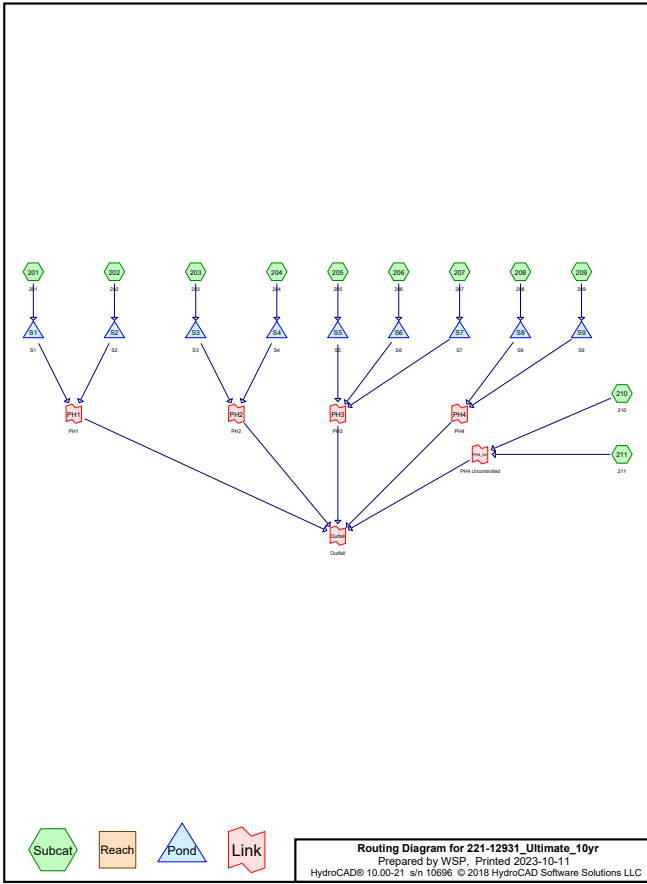 201 202 203 204 205 206 207 208 209
201 202 203 204 205 206 207 208 209
S1 S2 S3 S4 S5 S6 S7 S8 S9
S1 S2 S3 S4 S5 S6 S7 S8 S9
210
210
PH1 PH2 PH3 PH4
PH1 PH2 PH3 PH4
PH4_Un 211
PH4 Uncontrolled 211
Outfall
Outfall
Subcat Reach Pond Link
Routing Diagram for 221-12931_Ultimate_10yr
Prepared by WSP, Printed 2023-10-11
HydroCAD® 10.00-21 s/n 10696 © 2018 HydroCAD Software Solutions LLC